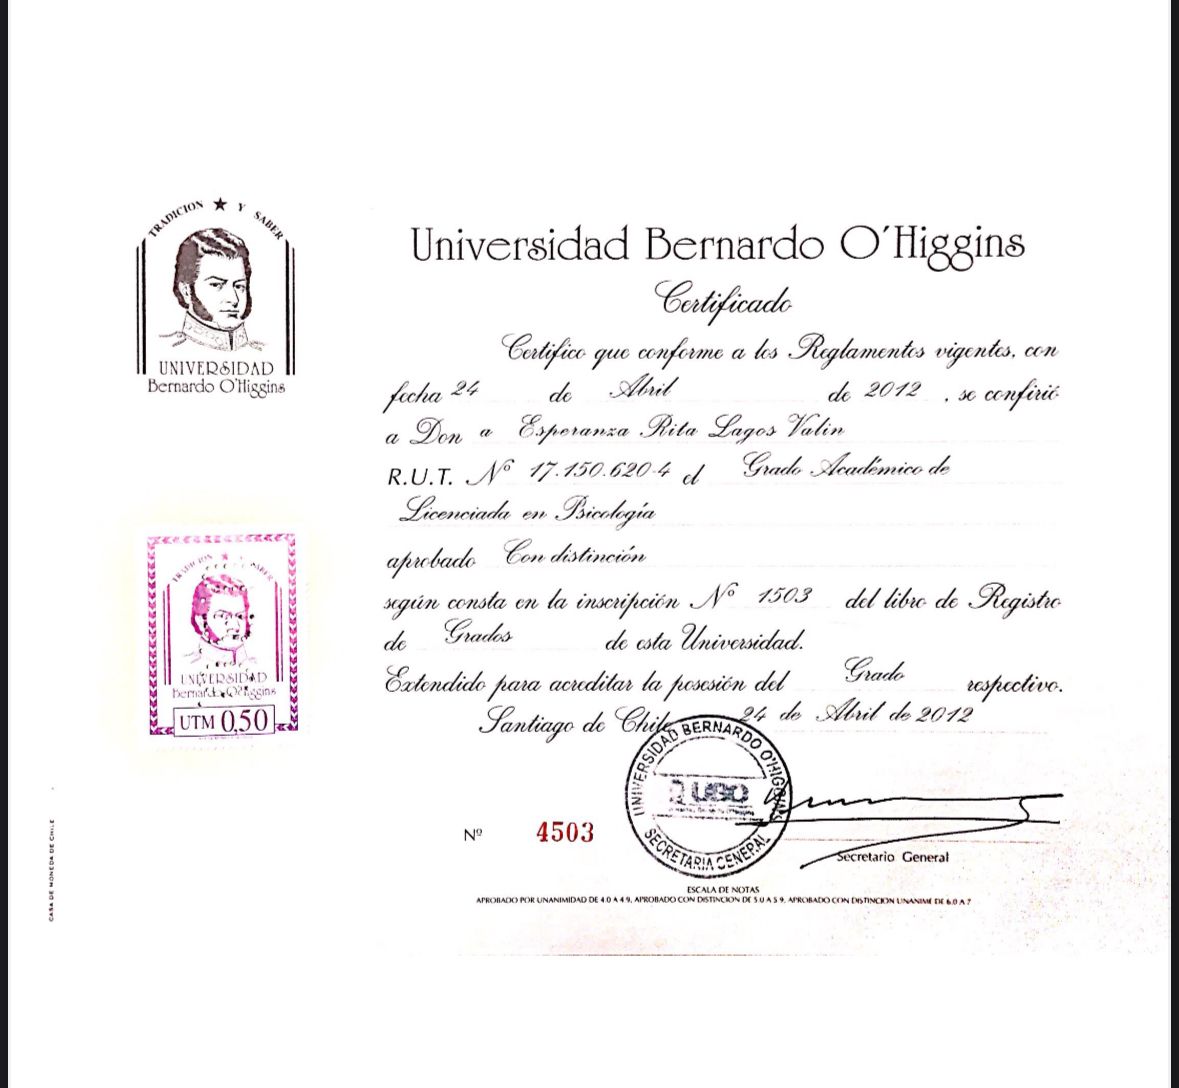 TRADICION Y SABER
UNIVERSIDAD
Bernardo O'Higgins
Universidad Bernardo O'Higgins
Certificado
Certifico que conforme a los Reglamentos vigentes, con
fecha 24 de Abril de 2012, se confirió
a Don a Esperanza Rita Lagos Valin
R.U.T. Nº 17.150.620-4 el Grado Académico de
Licenciada en Psicología
aprobado Con distinción
según consta en la inscripción Nº 1503 del libro de Registro
de Grados de esta Universidad.
Extendido para acreditar la posesión del Grado respectivo.
Santiago de Chile 24 de Abril de 2012
TRADICION Y SABER
UNIVERSIDAD
Bernardo O'Higgins
UTM 0,50
UNIVERSIDAD BERNARDO O'HIGGINS
UBO
SECRETARIA GENERAL
Nº 4503
Secretario General
ESCALA DE NOTAS
APROBADO POR UNANIMIDAD DE 4.0 A 4.9, APROBADO CON DISTINCION DE 5.0 A 5.9, APROBADO CON DISTINCION UNANIME DE 6.0 A 7
CASA DE MONEDA DE CHILE